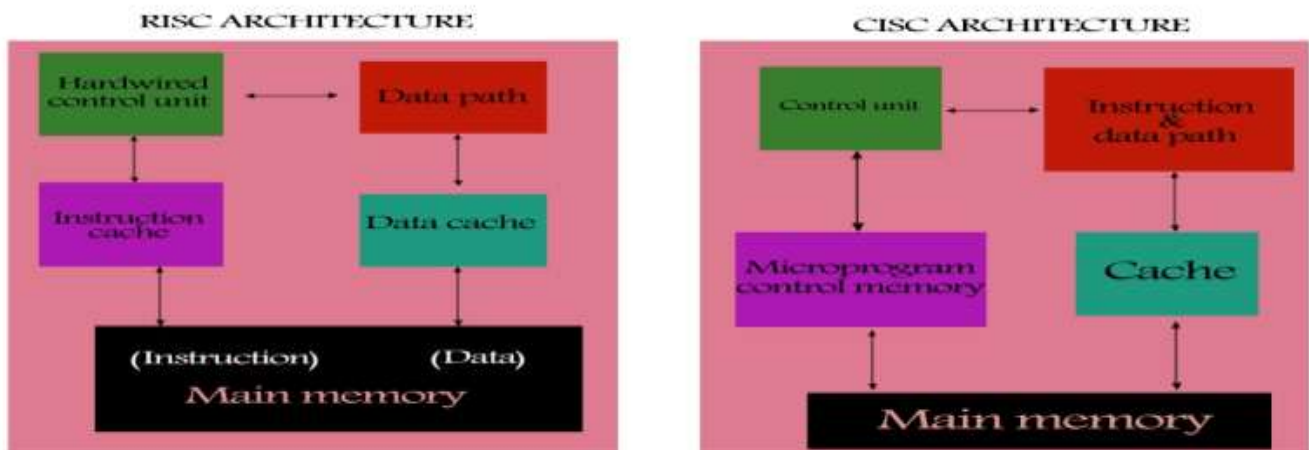 RISC ARCHITECTURE
Hardwired
control unit
Data path
Instruction
cache
Data cache
(Instruction)
(Data)
Main memory
CISC ARCHITECTURE
Control unit
Instruction
&
data path
Microprogram
control memory
Cache
Main memory